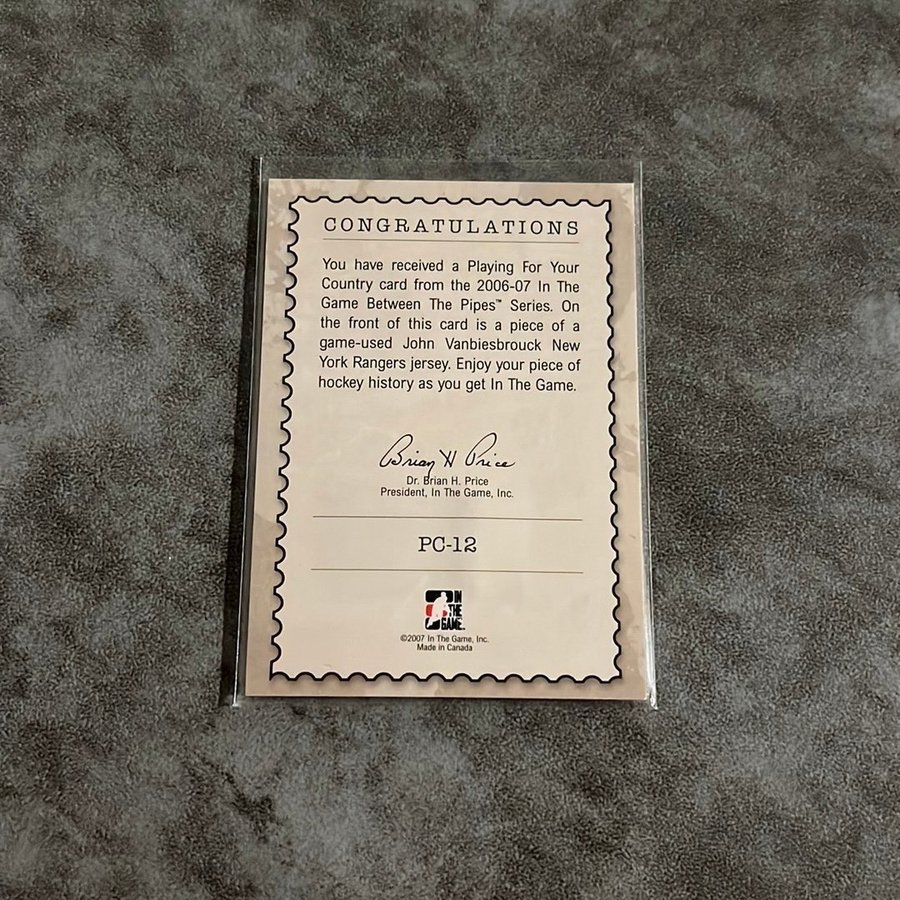 CONGRATULATIONS
You have received a Playing For Your
Country card from the 2006-07 In The
Game Between The Pipes™ Series. On
the front of this card is a piece of a
game-used John Vanbiesbrouck New
York Rangers jersey. Enjoy your piece of
hockey history as you get In The Game.
Brian H Price
Dr. Brian H. Price
President, In The Game, Inc.
PC-12
IN
THE
GAME
©2007 In The Game, Inc.
Made in Canada